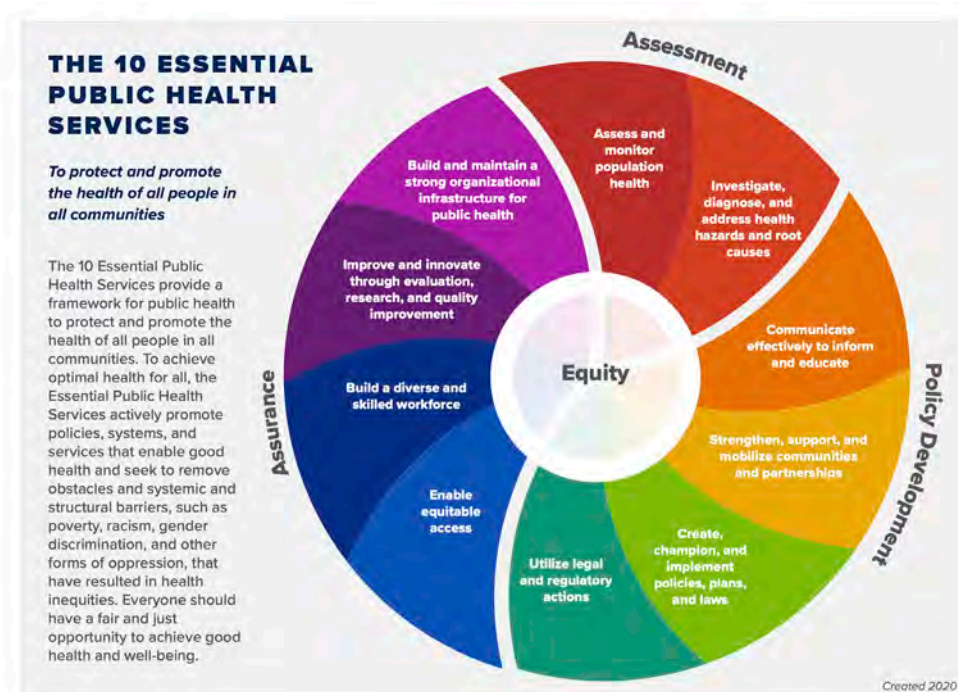 THE 10 ESSENTIAL
PUBLIC HEALTH
SERVICES
To protect and promote
the health of all people in
all communities
The 10 Essential Public
Health Services provide a
framework for public health
to protect and promote the
health of all people in all
communities. To achieve
optimal health for all, the
Essential Public Health
Services actively promote
policies, systems, and
services that enable good
health and seek to remove
obstacles and systemic and
structural barriers, such as
poverty, racism, gender
discrimination, and other
forms of oppression, that
have resulted in health
inequities. Everyone should
have a fair and just
opportunity to achieve good
health and well-being.
Assessment
Assess and
monitor
population
health
Investigate,
diagnose, and
address health
hazards and root
causes
Policy Development
Communicate
effectively to inform
and educate
Strengthen, support, and
mobilize communities
and partnerships
Create,
champion, and
implement
policies, plans,
and laws
Utilize legal
and regulatory
actions
Assurance
Enable
equitable
access
Build a diverse and
skilled workforce
Improve and innovate
through evaluation,
research, and quality
improvement
Build and maintain a
strong organizational
infrastructure for
public health
Equity
Created 2020